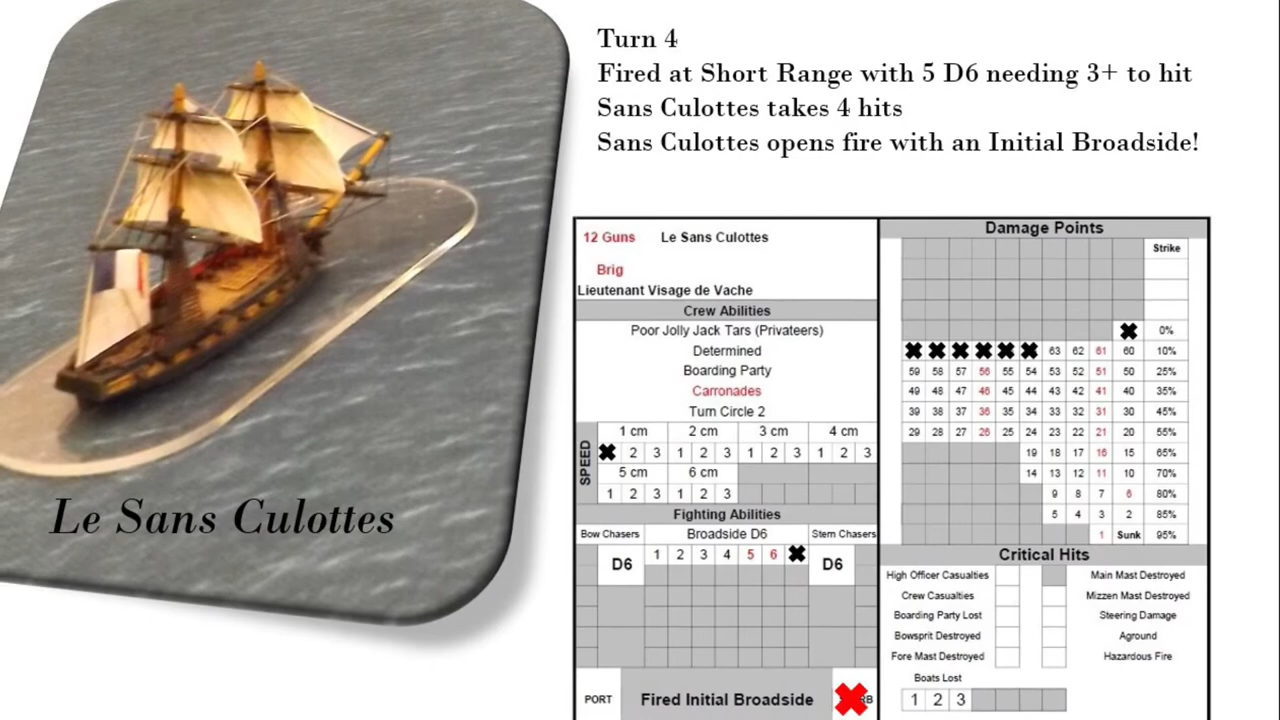 Turn 4
Fired at Short Range with 5 D6 needing 3+ to hit
Sans Culottes takes 4 hits
Sans Culottes opens fire with an Initial Broadside!
Le Sans Culottes
12 Guns Le Sans Culottes
Brig
Lieutenant Visage de Vache
Crew Abilities
Poor Jolly Jack Tars (Privateers)
Determined
Boarding Party
Carronades
Turn Circle 2
SPEED
1 cm 2 cm 3 cm 4 cm
2 3 1 2 3 1 2 3 1 2 3
5 cm 6 cm
1 2 3 1 2 3
Fighting Abilities
Bow Chasers Broadside D6 Stern Chasers
D6 1 2 3 4 5 6 D6
PORT Fired Initial Broadside RB
Damage Points
Strike
0%
63 62 61 60 10%
59 58 57 56 55 54 53 52 51 50 25%
49 48 47 46 45 44 43 42 41 40 35%
39 38 37 36 35 34 33 32 31 30 45%
29 28 27 26 25 24 23 22 21 20 55%
19 18 17 16 15 65%
14 13 12 11 10 70%
9 8 7 6 80%
5 4 3 2 85%
1 Sunk 95%
Critical Hits
High Officer Casualties Main Mast Destroyed
Crew Casualties Mizzen Mast Destroyed
Boarding Party Lost Steering Damage
Bowsprit Destroyed Aground
Fore Mast Destroyed Hazardous Fire
Boats Lost
1 2 3